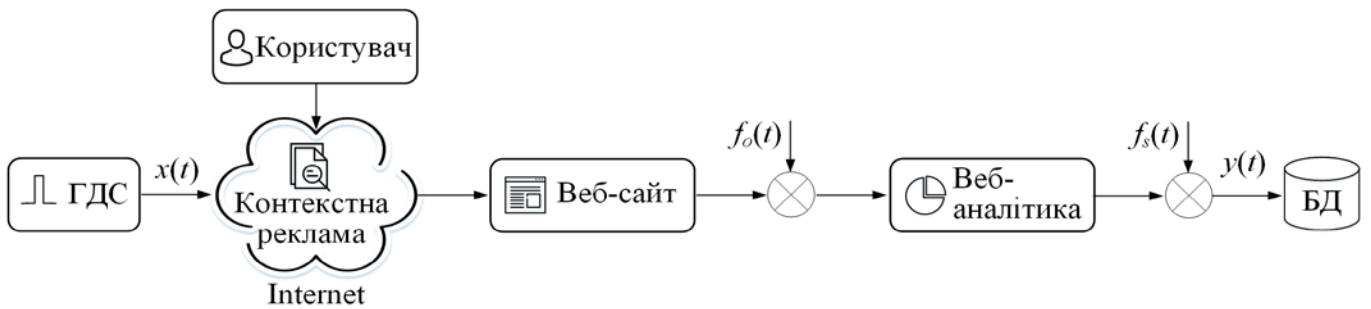 Користувач
ГДС
x(t)
Контекстна
реклама
Internet
Веб-сайт
fo(t)
Веб-
аналітика
fs(t)
y(t)
БД